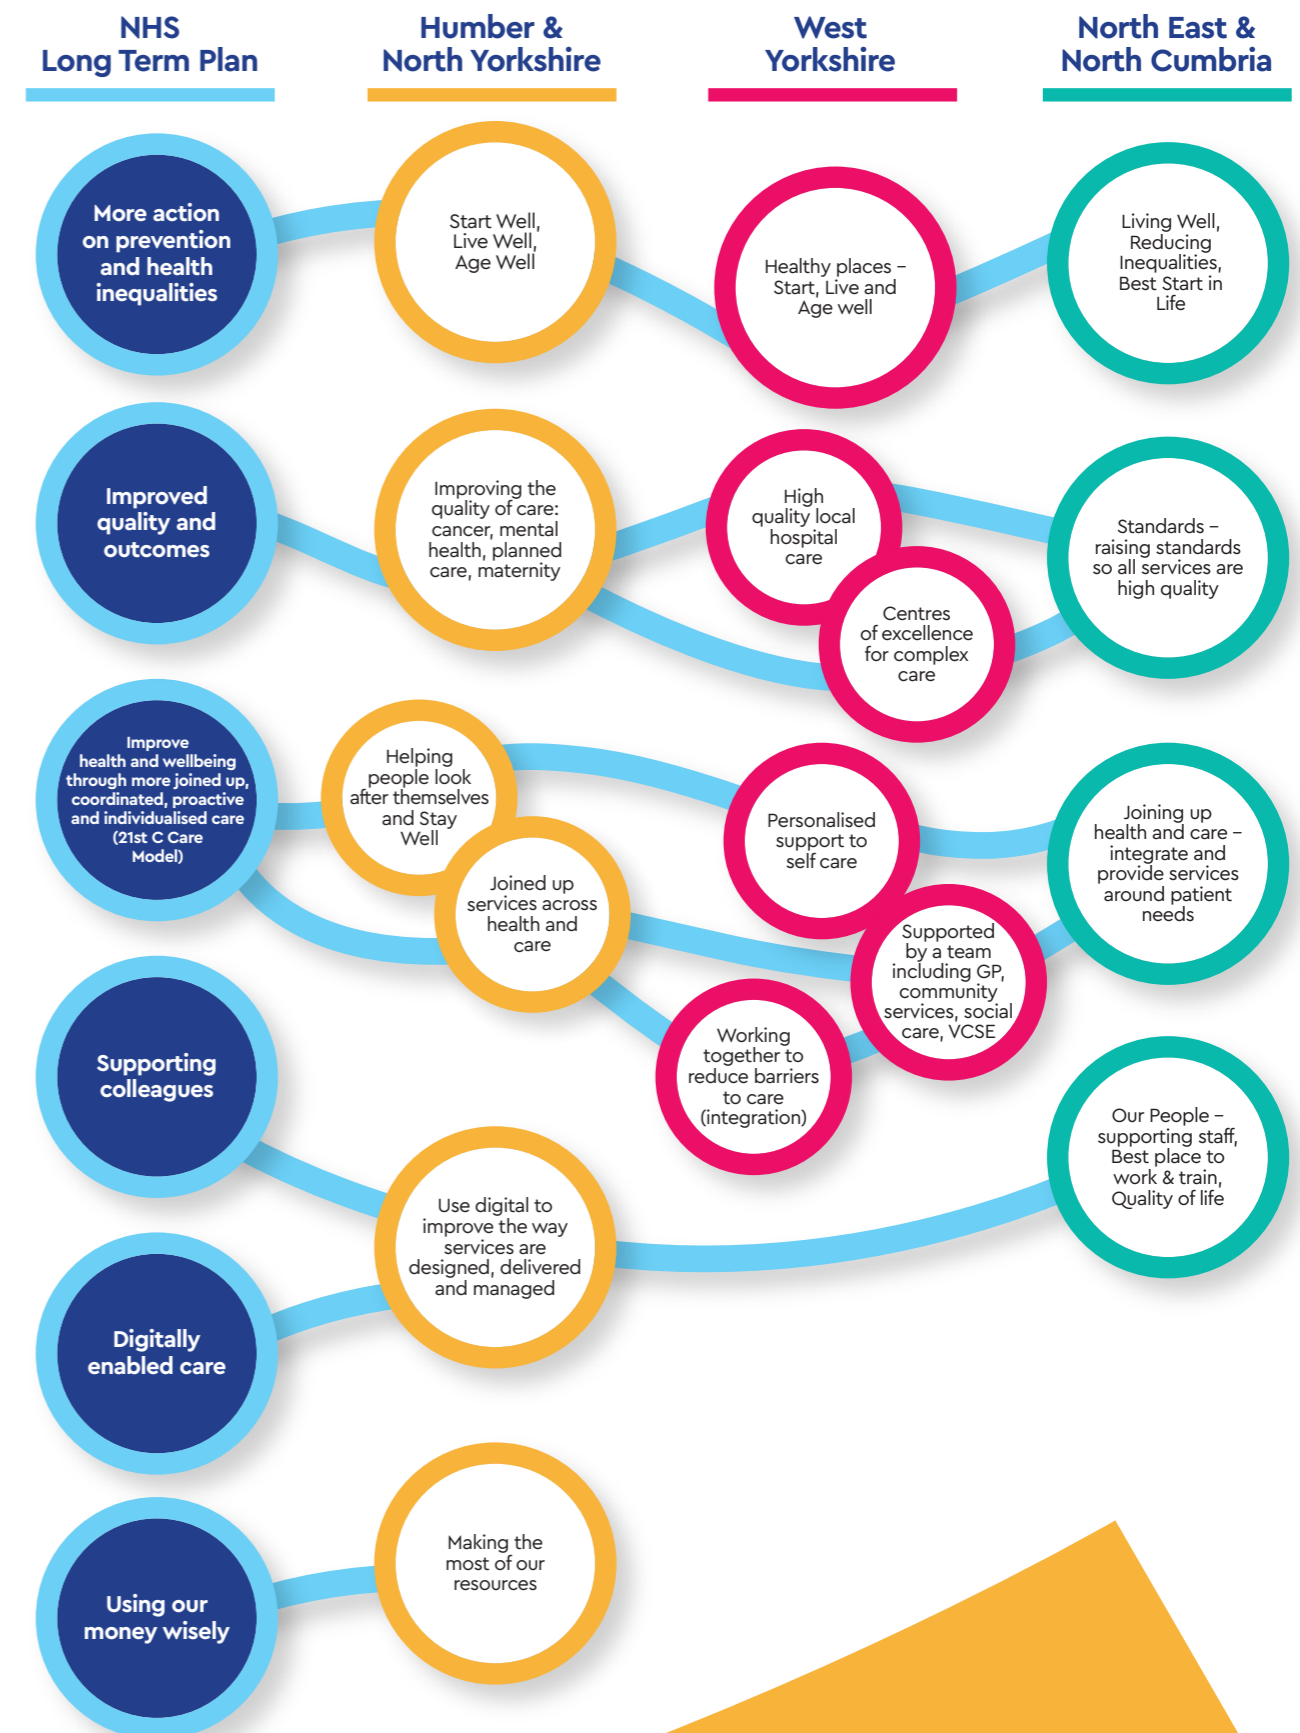 NHS
Long Term Plan
Humber &
North Yorkshire
West
Yorkshire
North East &
North Cumbria
More action
on prevention
and health
inequalities
Start Well,
Live Well,
Age Well
Healthy places –
Start, Live and
Age well
Living Well,
Reducing
Inequalities,
Best Start in
Life
Improved
quality and
outcomes
Improving the
quality of care:
cancer, mental
health, planned
care, maternity
High
quality local
hospital
care
Centres
of excellence
for complex
care
Standards –
raising standards
so all services are
high quality
Improve
health and wellbeing
through more joined up,
coordinated, proactive
and individualised care
(21st C Care
Model)
Helping
people look
after themselves
and Stay
Well
Joined up
services across
health and
care
Personalised
support to
self care
Supported
by a team
including GP,
community
services, social
care, VCSE
Working
together to
reduce barriers
to care
(integration)
Joining up
health and care –
integrate and
provide services
around patient
needs
Supporting
colleagues
Use digital to
improve the way
services are
designed, delivered
and managed
Our People –
supporting staff,
Best place to
work & train,
Quality of life
Digitally
enabled care
Using our
money wisely
Making the
most of our
resources